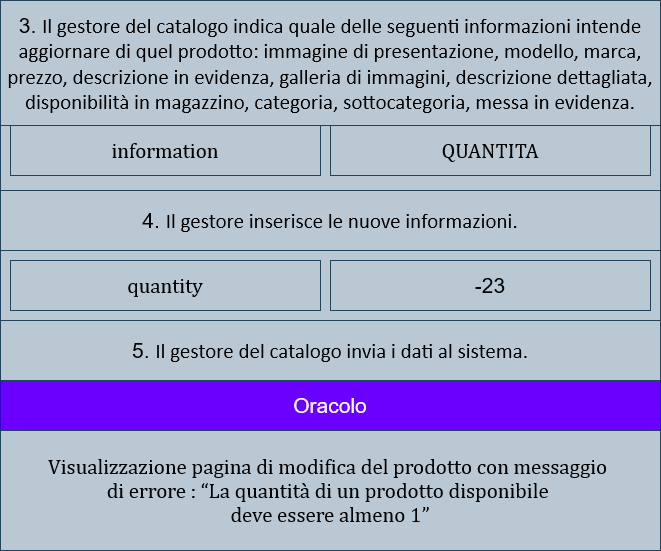 3. Il gestore del catalogo indica quale delle seguenti informazioni intende
aggiornare di quel prodotto: immagine di presentazione, modello, marca,
prezzo, descrizione in evidenza, galleria di immagini, descrizione dettagliata,
disponibilità in magazzino, categoria, sottocategoria, messa in evidenza.
information
QUANTITA
4. Il gestore inserisce le nuove informazioni.
quantity
-23
5. Il gestore del catalogo invia i dati al sistema.
Oracolo
Visualizzazione pagina di modifica del prodotto con messaggio
di errore : “La quantità di un prodotto disponibile
deve essere almeno 1”